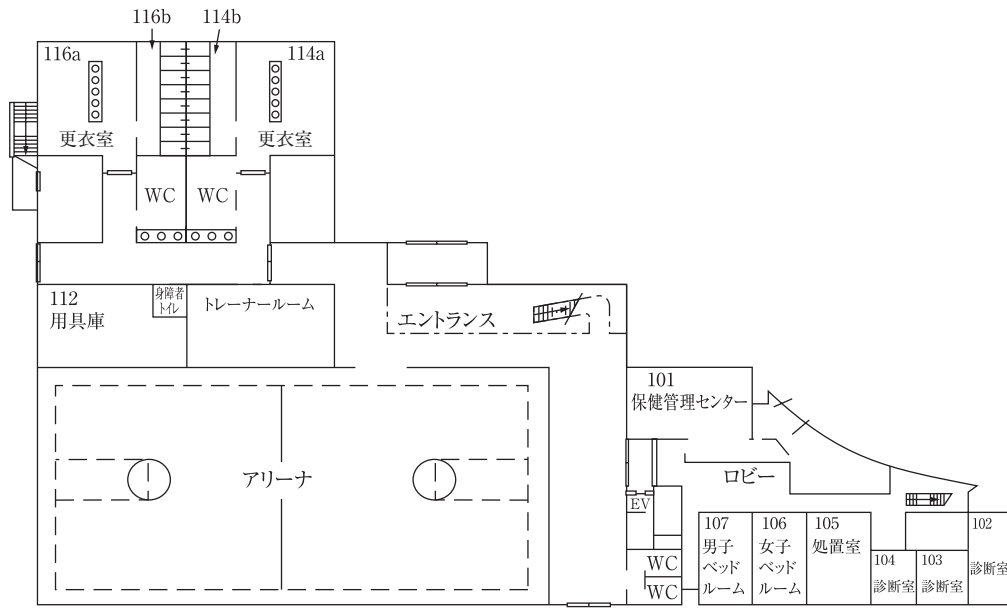 116b
114b
116a
114a
更衣室
更衣室
WC
WC
112
用具庫
身障者
トイレ
トレーナールーム
エントランス
101
保健管理センター
アリーナ
ロビー
EV
107
男子
ベッド
ルーム
106
女子
ベッド
ルーム
105
処置室
104
診断室
103
診断室
102
診断室
WC
WC